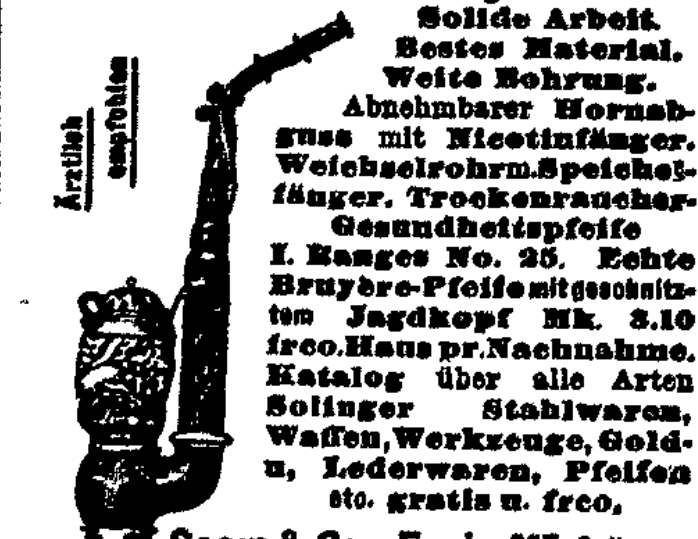 Ärztlich
empfohlen
Solide Arbeit.
Bestes Material.
Weite Bohrung.
Abnehmbarer Hornab-
guss mit Nicotinfänger.
Weichselrohrm.Speichel-
fänger. Trockenraucher-
Gesundheitspfeife
I. Ranges No. 25. Echte
Bruyère-Pfeife mit geschnitz-
tem Jagdkopf Mk. 3.10
frco. Haus pr. Nachnahme.
Katalog über alle Arten
Solinger Stahlwaren,
Waffen, Werkzeuge, Gold-
u. Lederwaren, Pfeifen
etc. gratis u. frco.